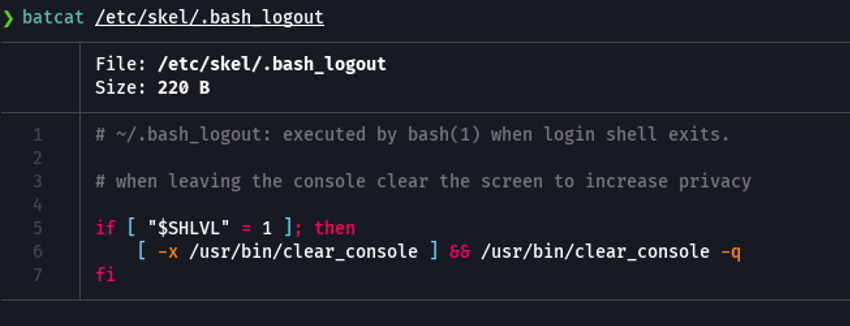 ❯ batcat /etc/skel/.bash_logout
File: /etc/skel/.bash_logout
Size: 220 B
1 # ~/.bash_logout: executed by bash(1) when login shell exits.
2
3 # when leaving the console clear the screen to increase privacy
4
5 if [ "$SHLVL" = 1 ]; then
6     [ -x /usr/bin/clear_console ] && /usr/bin/clear_console -q
7 fi